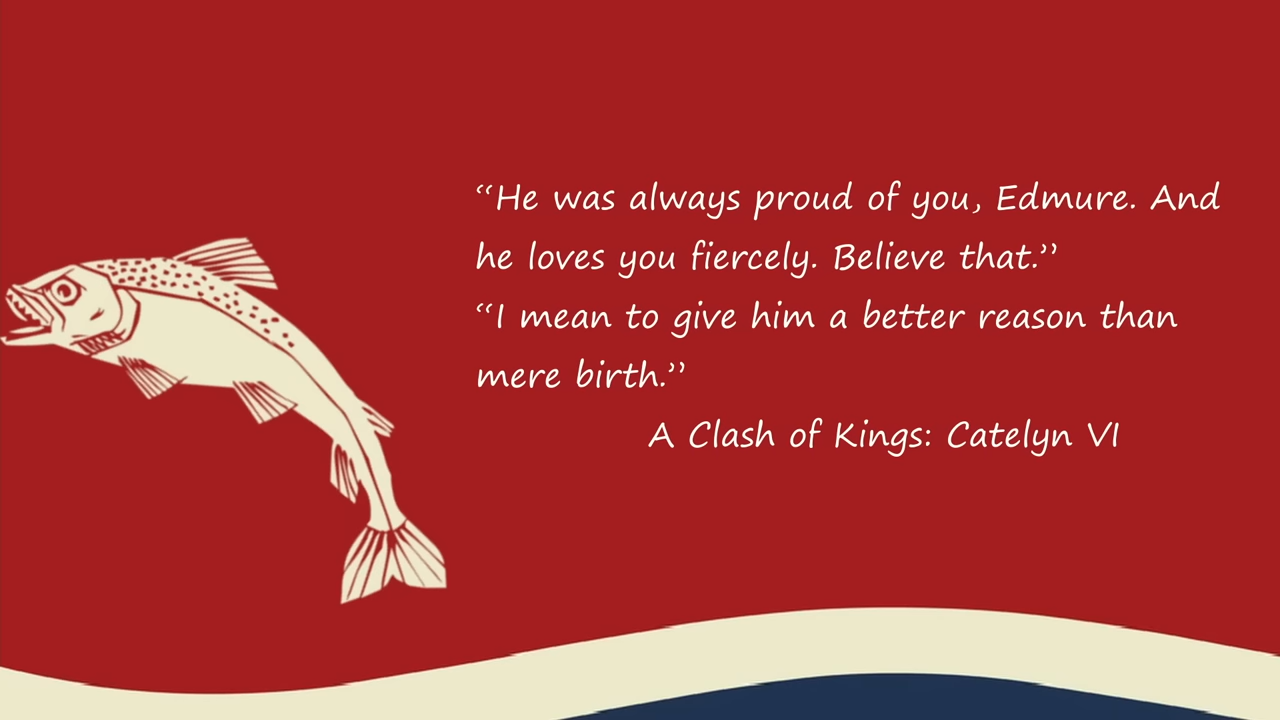 “He was always proud of you, Edmure. And
he loves you fiercely. Believe that.”
“I mean to give him a better reason than
mere birth.”
A Clash of Kings: Catelyn VI